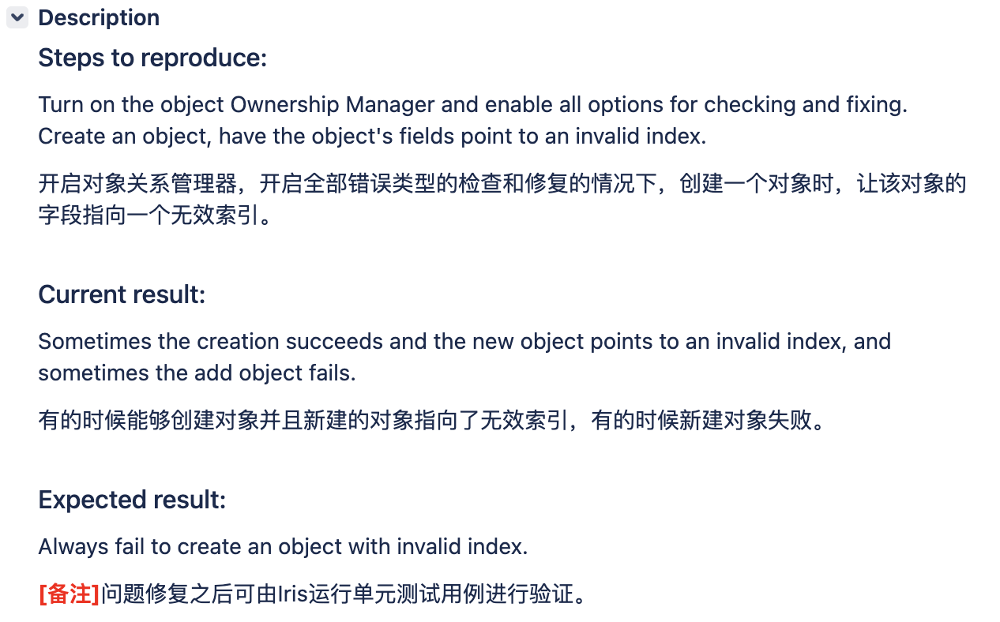 Description
Steps to reproduce:
Turn on the object Ownership Manager and enable all options for checking and fixing.
Create an object, have the object's fields point to an invalid index.
开启对象关系管理器，开启全部错误类型的检查和修复的情况下，创建一个对象时，让该对象的
字段指向一个无效索引。
Current result:
Sometimes the creation succeeds and the new object points to an invalid index, and
sometimes the add object fails.
有的时候能够创建对象并且新建的对象指向了无效索引，有的时候新建对象失败。
Expected result:
Always fail to create an object with invalid index.
[备注]问题修复之后可由Iris运行单元测试用例进行验证。